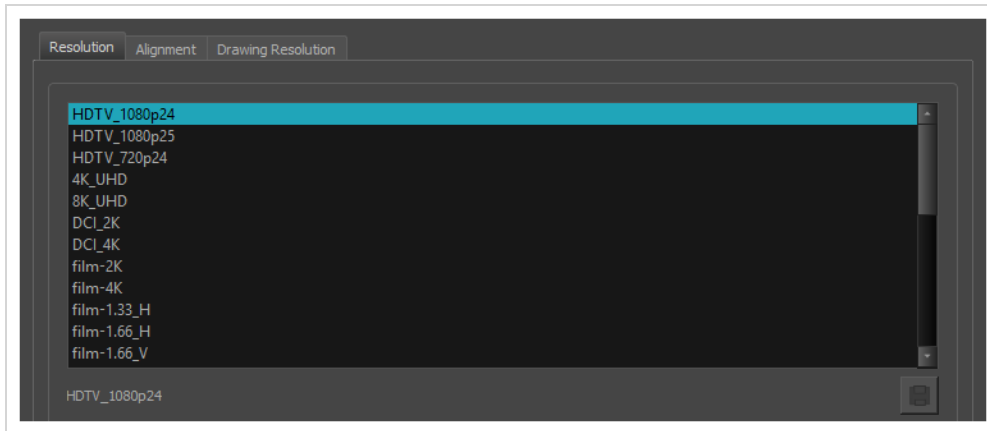 Resolution Alignment Drawing Resolution
HDTV_1080p24
HDTV_1080p25
HDTV_720p24
4K_UHD
8K_UHD
DCI_2K
DCI_4K
film-2K
film-4K
film-1.33_H
film-1.66_H
film-1.66_V
HDTV_1080p24